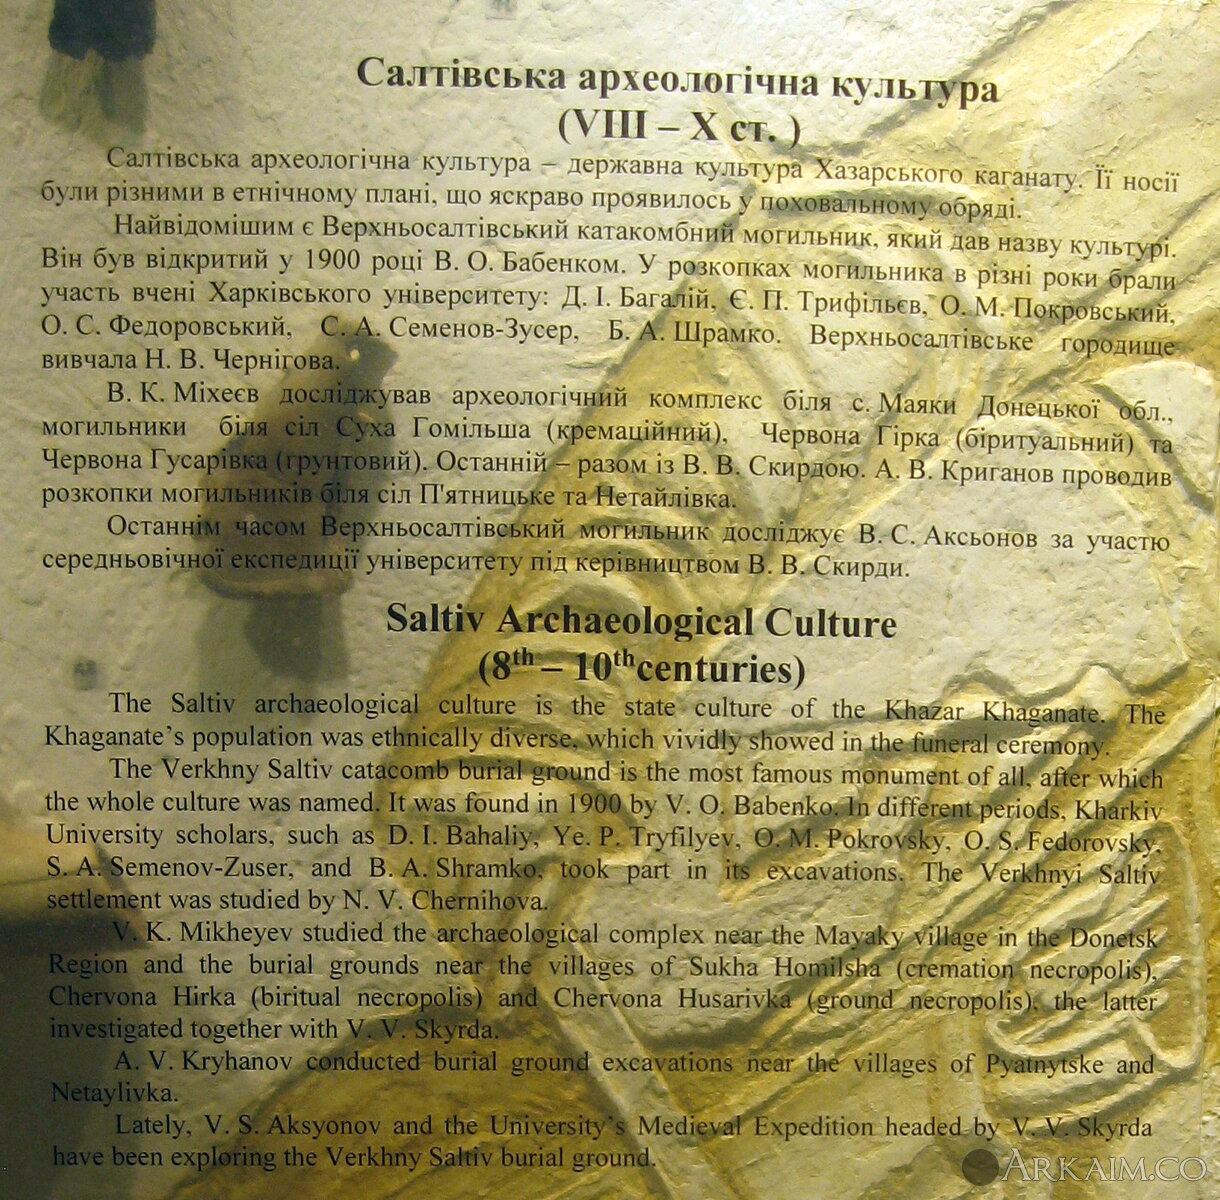 Салтівська археологічна культура
(VIII – X ст. )
Салтівська археологічна культура – державна культура Хазарського каганату. Її носії
були різними в етнічному плані, що яскраво проявилось у поховальному обряді.
Найвідомішим є Верхньосалтівський катакомбний могильник, який дав назву культурі.
Він був відкритий у 1900 році В. О. Бабенком. У розкопках могильника в різні роки брали
участь вчені Харківського університету: Д. І. Багалій, Є. П. Трифільєв, О. М. Покровський,
О. С. Федоровський, С. А. Семенов-Зусер, Б. А. Шрамко. Верхньосалтівське городище
вивчала Н. В. Чернігова.
В. К. Міхеєв досліджував археологічний комплекс біля с. Маяки Донецької обл.,
могильники біля сіл Суха Гомільша (кремаційний), Червона Гірка (біритуальний) та
Червона Гусарівка (грунтовий). Останній – разом із В. В. Скирдою. А. В. Криганов проводив
розкопки могильників біля сіл П'ятницьке та Нетайлівка.
Останнім часом Верхньосалтівський могильник досліджує В. С. Аксьонов за участю
середньовічної експедиції університету під керівництвом В. В. Скирди.
Saltiv Archaeological Culture
(8th – 10th centuries)
The Saltiv archaeological culture is the state culture of the Khazar Khaganate. The
Khaganate's population was ethnically diverse, which vividly showed in the funeral ceremony.
The Verkhny Saltiv catacomb burial ground is the most famous monument of all, after which
the whole culture was named. It was found in 1900 by V. O. Babenko. In different periods, Kharkiv
University scholars, such as D. I. Bahaliy, Ye. P. Tryfilyev, O. M. Pokrovsky, O. S. Fedorovsky,
S. A. Semenov-Zuser, and B. A. Shramko, took part in its excavations. The Verkhnyi Saltiv
settlement was studied by N. V. Chernihova.
V. K. Mikheyev studied the archaeological complex near the Mayaky village in the Donetsk
Region and the burial grounds near the villages of Sukha Homilsha (cremation necropolis),
Chervona Hirka (biritual necropolis) and Chervona Husarivka (ground necropolis), the latter
investigated together with V. V. Skyrda.
A. V. Kryhanov conducted burial ground excavations near the villages of Pyatnytske and
Netaylivka.
Lately, V. S. Aksyonov and the University's Medieval Expedition headed by V. V. Skyrda
have been exploring the Verkhny Saltiv burial ground.
ARKAIM.CO